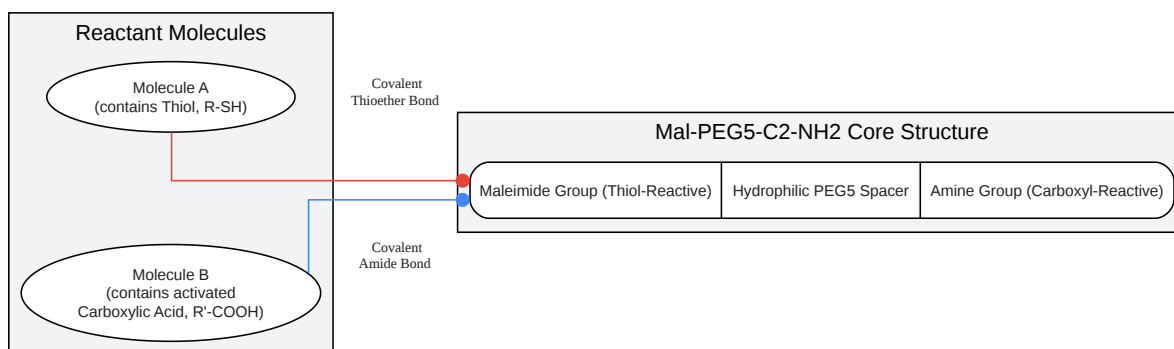 Reactant Molecules
Molecule A
(contains Thiol, R-SH)
Covalent
Thioether Bond
Mal-PEG5-C2-NH2 Core Structure
Maleimide Group (Thiol-Reactive)
Hydrophilic PEG5 Spacer
Amine Group (Carboxyl-Reactive)
Covalent
Amide Bond
Molecule B
(contains activated
Carboxylic Acid, R'-COOH)